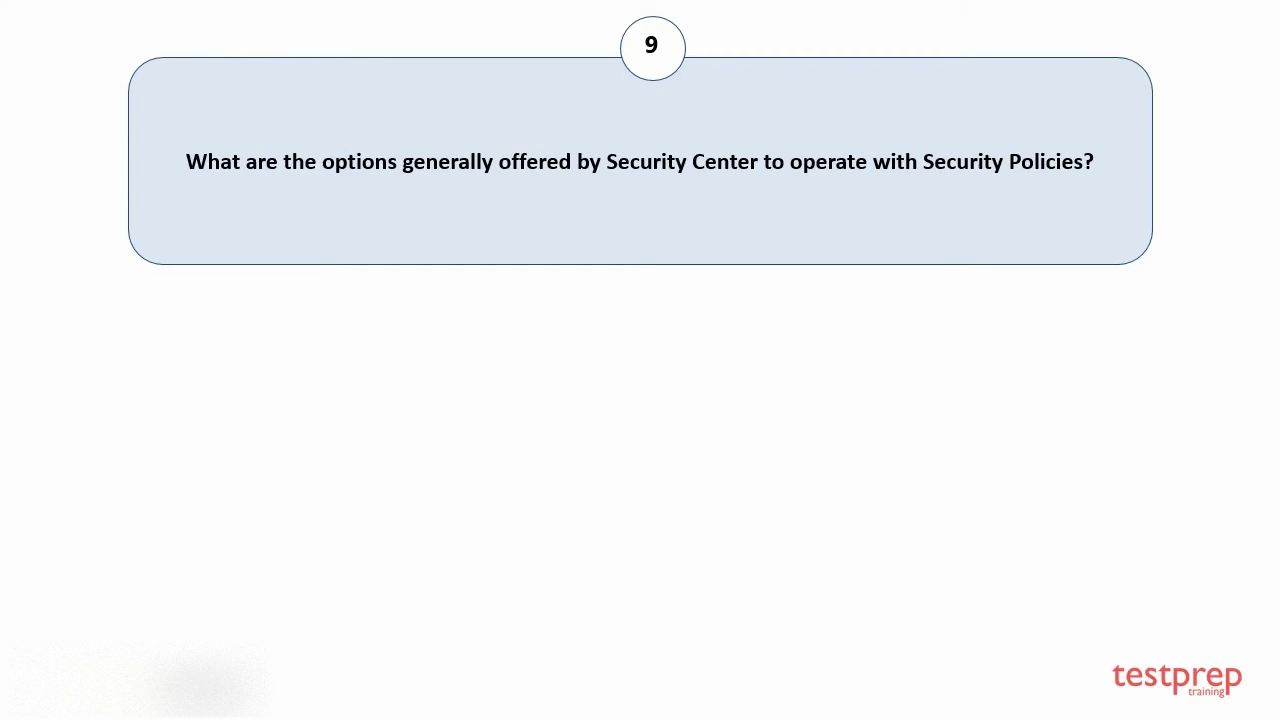 9
What are the options generally offered by Security Center to operate with Security Policies?
testprep
training